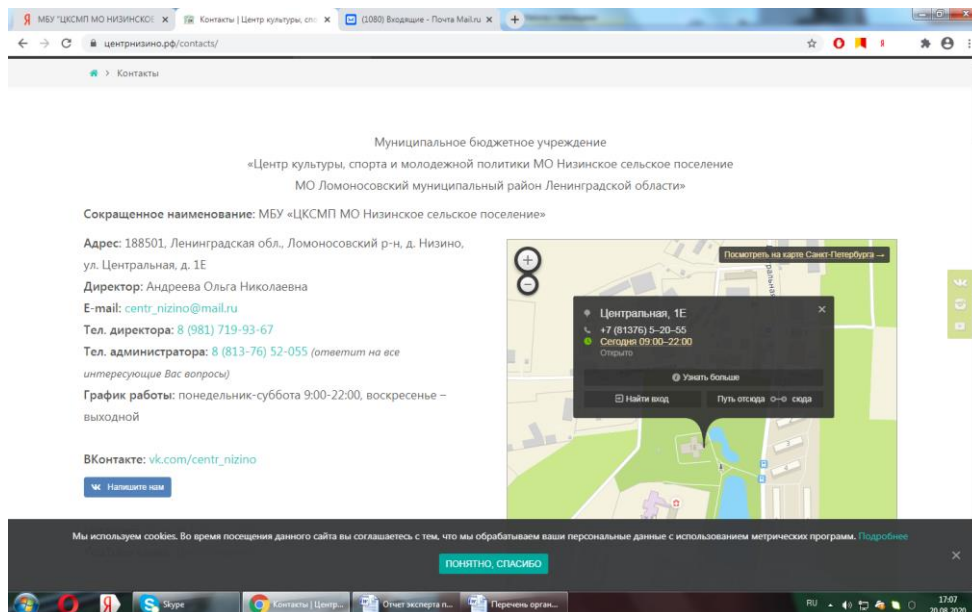 МБУ "ЦКСМП МО НИЗИНСКОЕ
Контакты | Центр культуры, спо
(1080) Входящие - Почта Mail.ru
центрнизино.рф/contacts/
> Контакты
Муниципальное бюджетное учреждение
«Центр культуры, спорта и молодежной политики МО Низинское сельское поселение
МО Ломоносовский муниципальный район Ленинградской области»
Сокращенное наименование: МБУ «ЦКСМП МО Низинское сельское поселение»
Адрес: 188501, Ленинградская обл., Ломоносовский р-н, д. Низино,
ул. Центральная, д. 1Е
Директор: Андреева Ольга Николаевна
E-mail: centr_nizino@mail.ru
Тел. директора: 8 (981) 719-93-67
Тел. администратора: 8 (813-76) 52-055 (ответит на все
интересующие Вас вопросы)
График работы: понедельник-суббота 9:00-22:00, воскресенье –
выходной
ВКонтакте: vk.com/centr_nizino
Напишите нам
Посмотреть на карте Санкт-Петербурга →
Центральная, 1Е
+7 (81376) 5–20–55
Сегодня 09:00–22:00
Открыто
Узнать больше
Найти вход
Путь отсюда сюда
Мы используем cookies. Во время посещения данного сайта вы соглашаетесь с тем, что мы обрабатываем ваши персональные данные с использованием метрических программ. Подробнее
ПОНЯТНО, СПАСИБО
Skype
Контакты | Центр...
Отчет эксперта п...
Перечень орган...
RU
17:07
20.08.2020